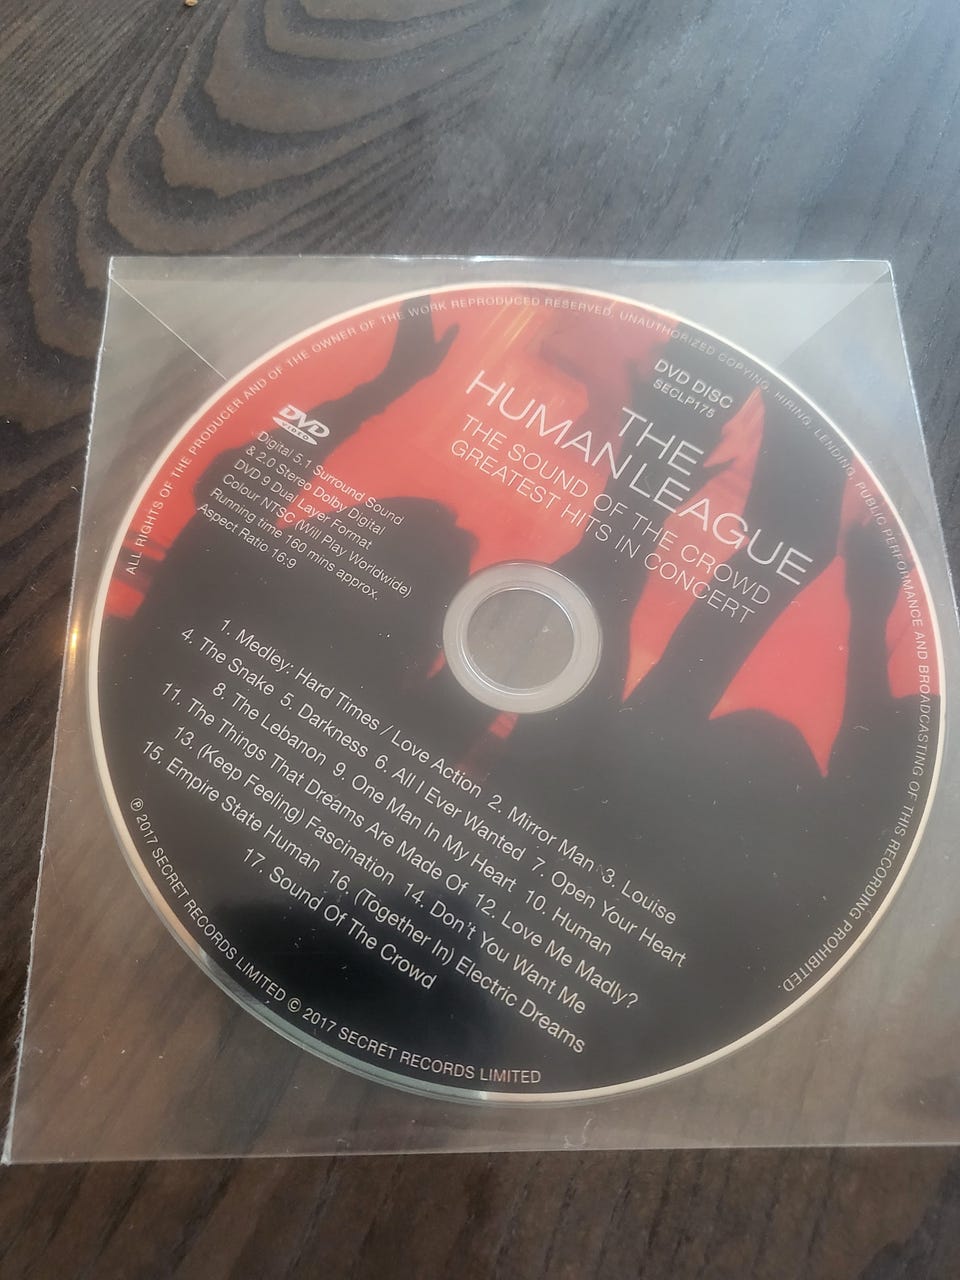 ALL RIGHTS OF THE PRODUCER AND OF THE OWNER OF THE WORK REPRODUCED RESERVED. UNAUTHORIZED COPYING, HIRING, LENDING, PUBLIC PERFORMANCE AND BROADCASTING OF THIS RECORDING PROHIBITED.
DVD DISC
SECLP175
THE
HUMAN LEAGUE
THE SOUND OF THE CROWD
GREATEST HITS IN CONCERT
DVD
VIDEO
Digital 5.1 Surround Sound
& 2.0 Stereo Dolby Digital
DVD 9 Dual Layer Format
Colour NTSC (Will Play Worldwide)
Running time 160 mins approx.
Aspect Ratio 16:9
1. Medley: Hard Times / Love Action 2. Mirror Man 3. Louise
4. The Snake 5. Darkness 6. All I Ever Wanted 7. Open Your Heart
8. The Lebanon 9. One Man In My Heart 10. Human
11. The Things That Dreams Are Made Of 12. Love Me Madly?
13. (Keep Feeling) Fascination 14. Don't You Want Me
15. Empire State Human 16. (Together In) Electric Dreams
17. Sound Of The Crowd
℗ 2017 SECRET RECORDS LIMITED © 2017 SECRET RECORDS LIMITED